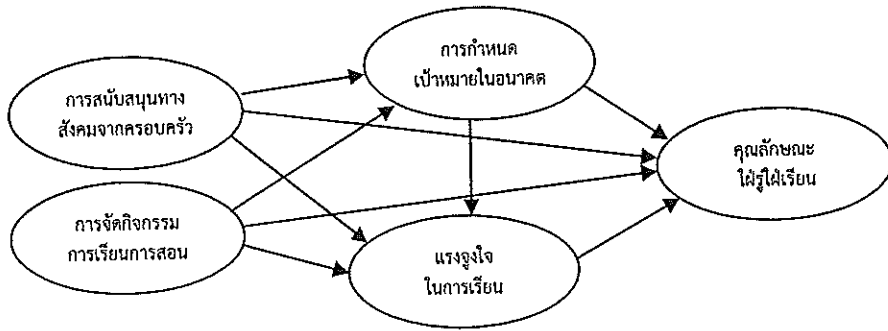 การกำหนด
เป้าหมายในอนาคต
การสนับสนุนทาง
สังคมจากครอบครัว
คุณลักษณะ
ใฝ่รู้ใฝ่เรียน
การจัดกิจกรรม
การเรียนการสอน
แรงจูงใจ
ในการเรียน